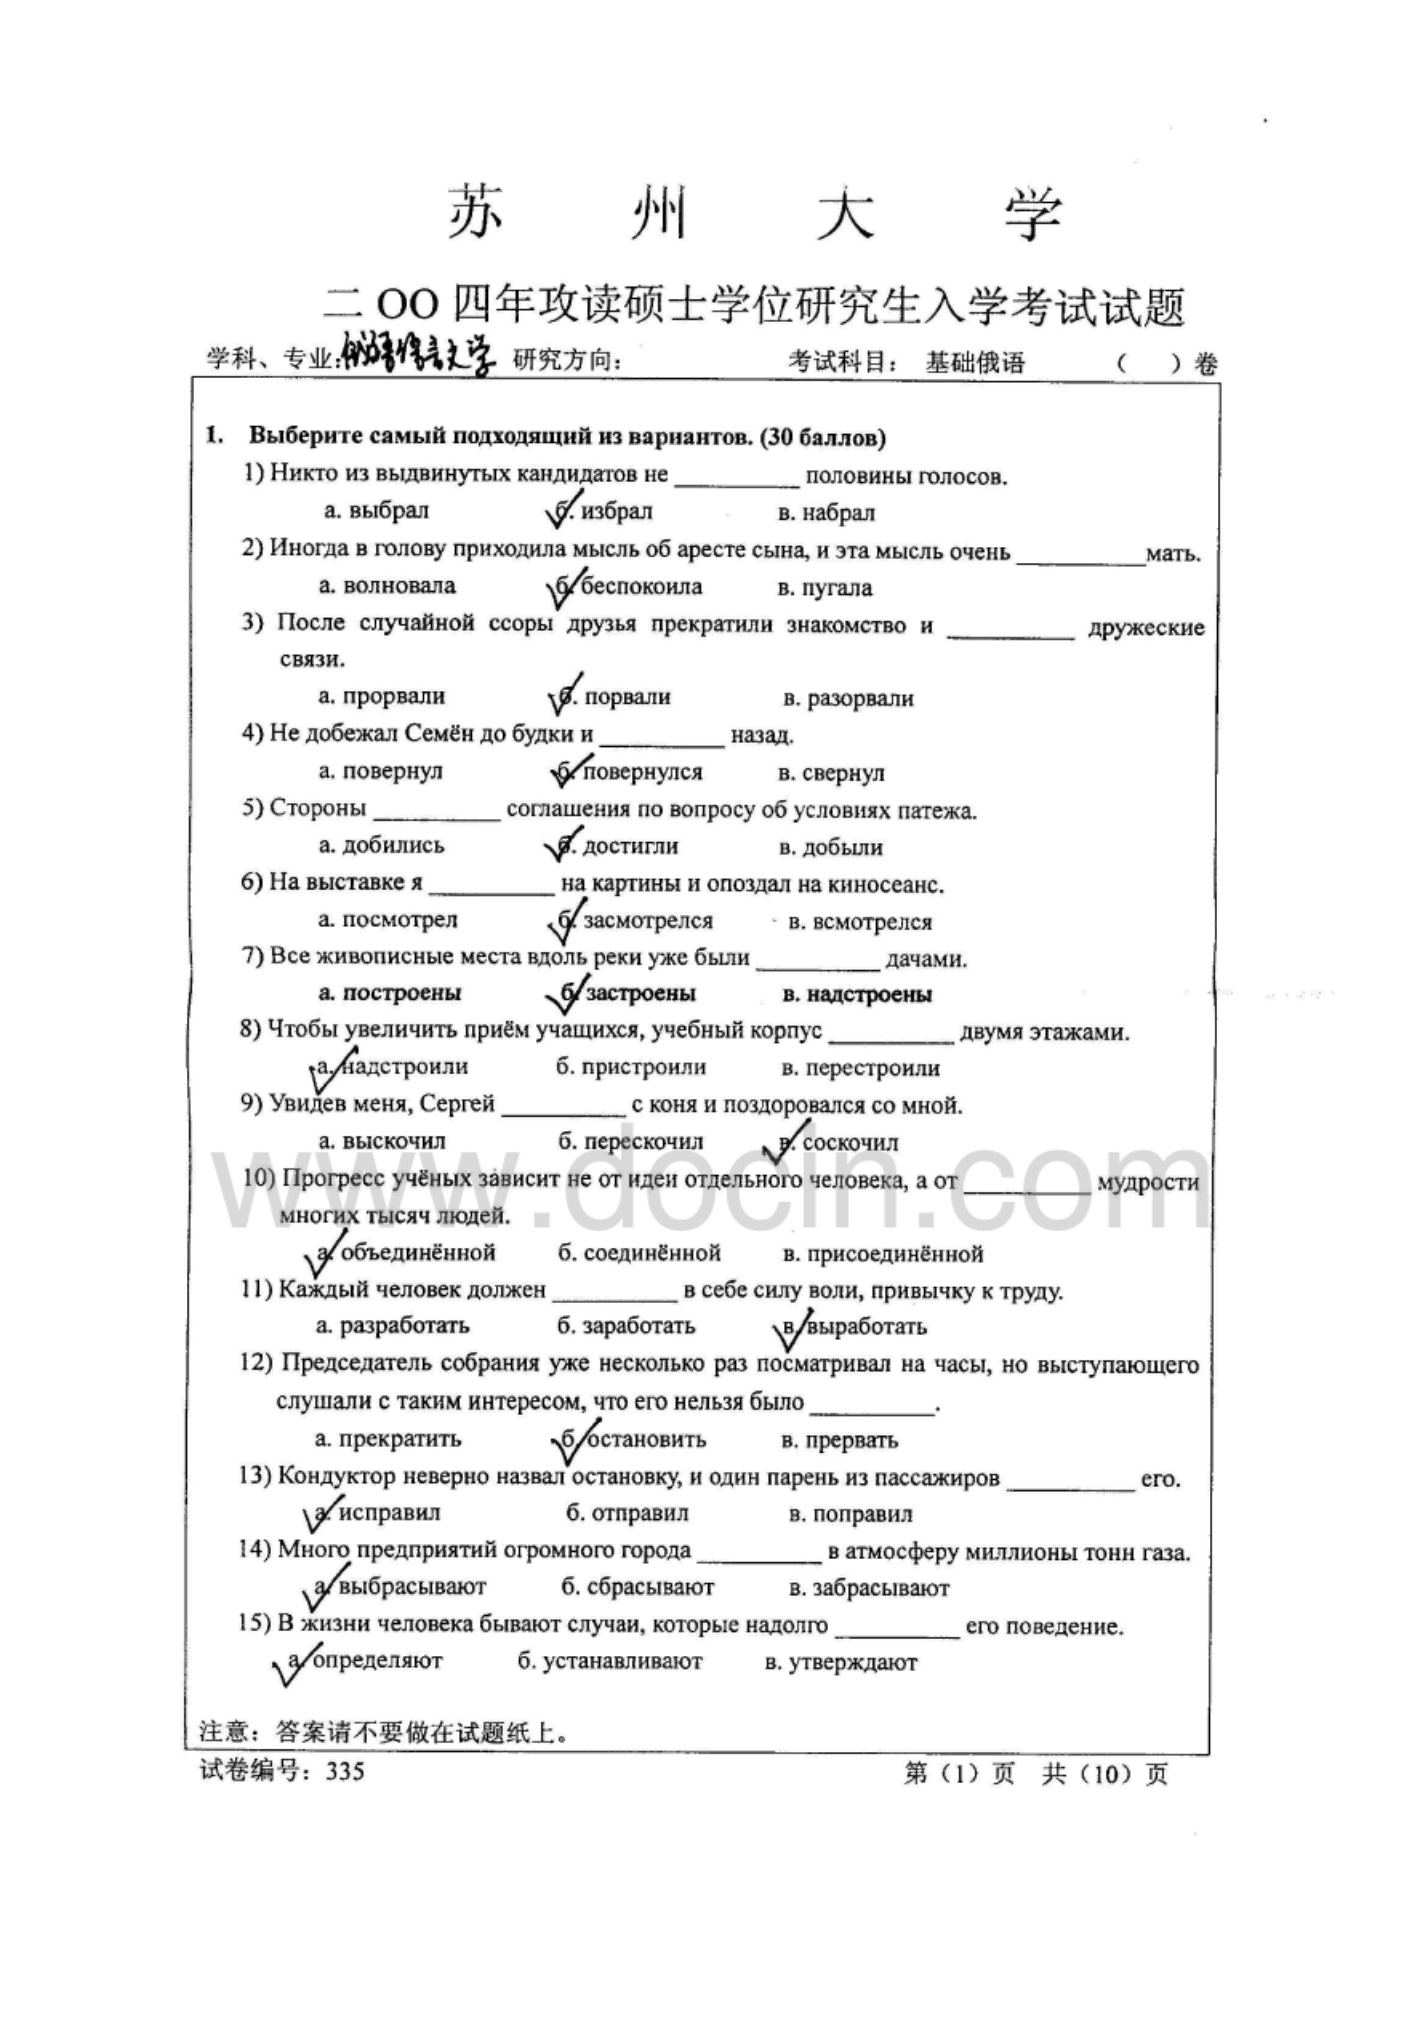 苏 州 大 学
二OO四年攻读硕士学位研究生入学考试试题
学科、专业:俄语语言文学 研究方向: 考试科目: 基础俄语 ( ) 卷
1. Выберите самый подходящий из вариантов. (30 баллов)
1) Никто из выдвинутых кандидатов не __________ половины голосов.
а. выбрал б. избрал в. набрал
2) Иногда в голову приходила мысль об аресте сына, и эта мысль очень __________мать.
а. волновала б. беспокоила в. пугала
3) После случайной ссоры друзья прекратили знакомство и __________ дружеские
связи.
а. прорвали б. порвали в. разорвали
4) Не добежал Семён до будки и __________ назад.
а. повернул б. повернулся в. свернул
5) Стороны __________ соглашения по вопросу об условиях патежа.
а. добились б. достигли в. добыли
6) На выставке я __________ на картины и опоздал на киносеанс.
а. посмотрел б. засмотрелся в. всмотрелся
7) Все живописные места вдоль реки уже были __________ дачами.
а. построены б. застроены в. надстроены
8) Чтобы увеличить приём учащихся, учебный корпус __________ двумя этажами.
а. надстроили б. пристроили в. перестроили
9) Увидев меня, Сергей __________ с коня и поздоровался со мной.
а. выскочил б. перескочил в. соскочил
www.docin.com
10) Прогресс учёных зависит не от идеи отдельного человека, а от __________ мудрости
многих тысяч людей.
а. объединённой б. соединённой в. присоединённой
11) Каждый человек должен __________ в себе силу воли, привычку к труду.
а. разработать б. заработать в. выработать
12) Председатель собрания уже несколько раз посматривал на часы, но выступающего
слушали с таким интересом, что его нельзя было __________.
а. прекратить б. остановить в. прервать
13) Кондуктор неверно назвал остановку, и один парень из пассажиров __________ его.
а. исправил б. отправил в. поправил
14) Много предприятий огромного города __________ в атмосферу миллионы тонн газа.
а. выбрасывают б. сбрасывают в. забрасывают
15) В жизни человека бывают случаи, которые надолго __________ его поведение.
а. определяют б. устанавливают в. утверждают
注意：答案请不要做在试题纸上。
试卷编号：335 第（1）页 共（10）页